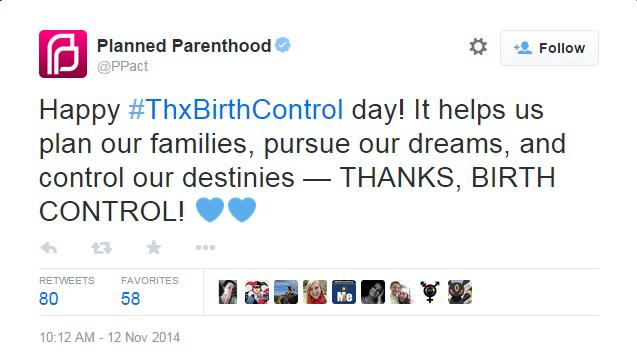 Planned Parenthood
@PPact
Follow
Happy #ThxBirthControl day! It helps us
plan our families, pursue our dreams, and
control our destinies — THANKS, BIRTH
CONTROL! 💙💙
RETWEETS
80
FAVORITES
58
Me
10:12 AM - 12 Nov 2014